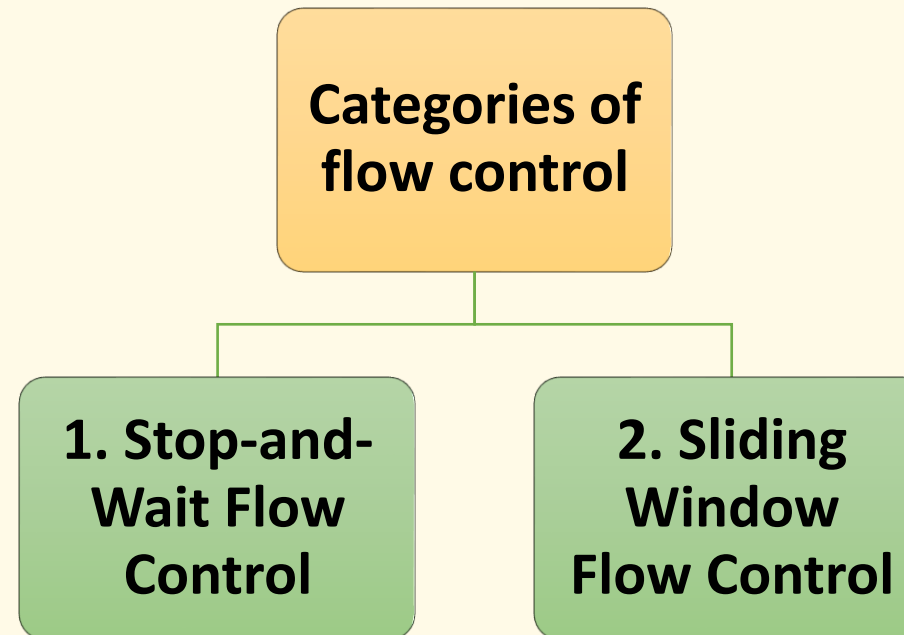 Categories of
flow control
1. Stop-and-
Wait Flow
Control
2. Sliding
Window
Flow Control